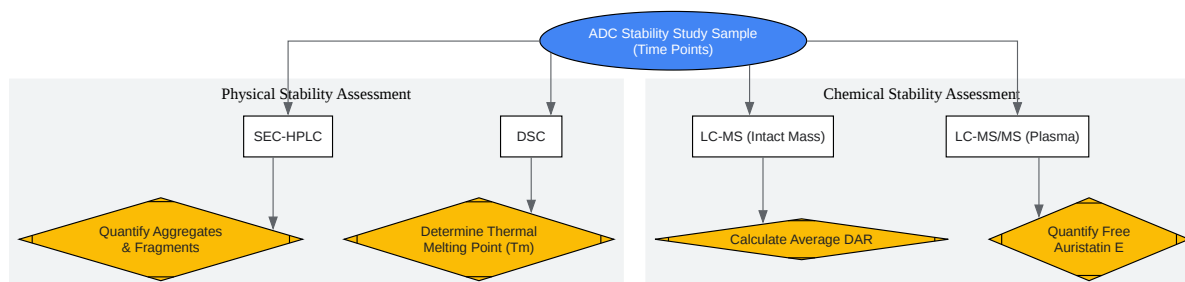 ADC Stability Study Sample
(Time Points)
Physical Stability Assessment
Chemical Stability Assessment
SEC-HPLC
DSC
LC-MS (Intact Mass)
LC-MS/MS (Plasma)
Quantify Aggregates
& Fragments
Determine Thermal
Melting Point (Tm)
Calculate Average DAR
Quantify Free
Auristatin E